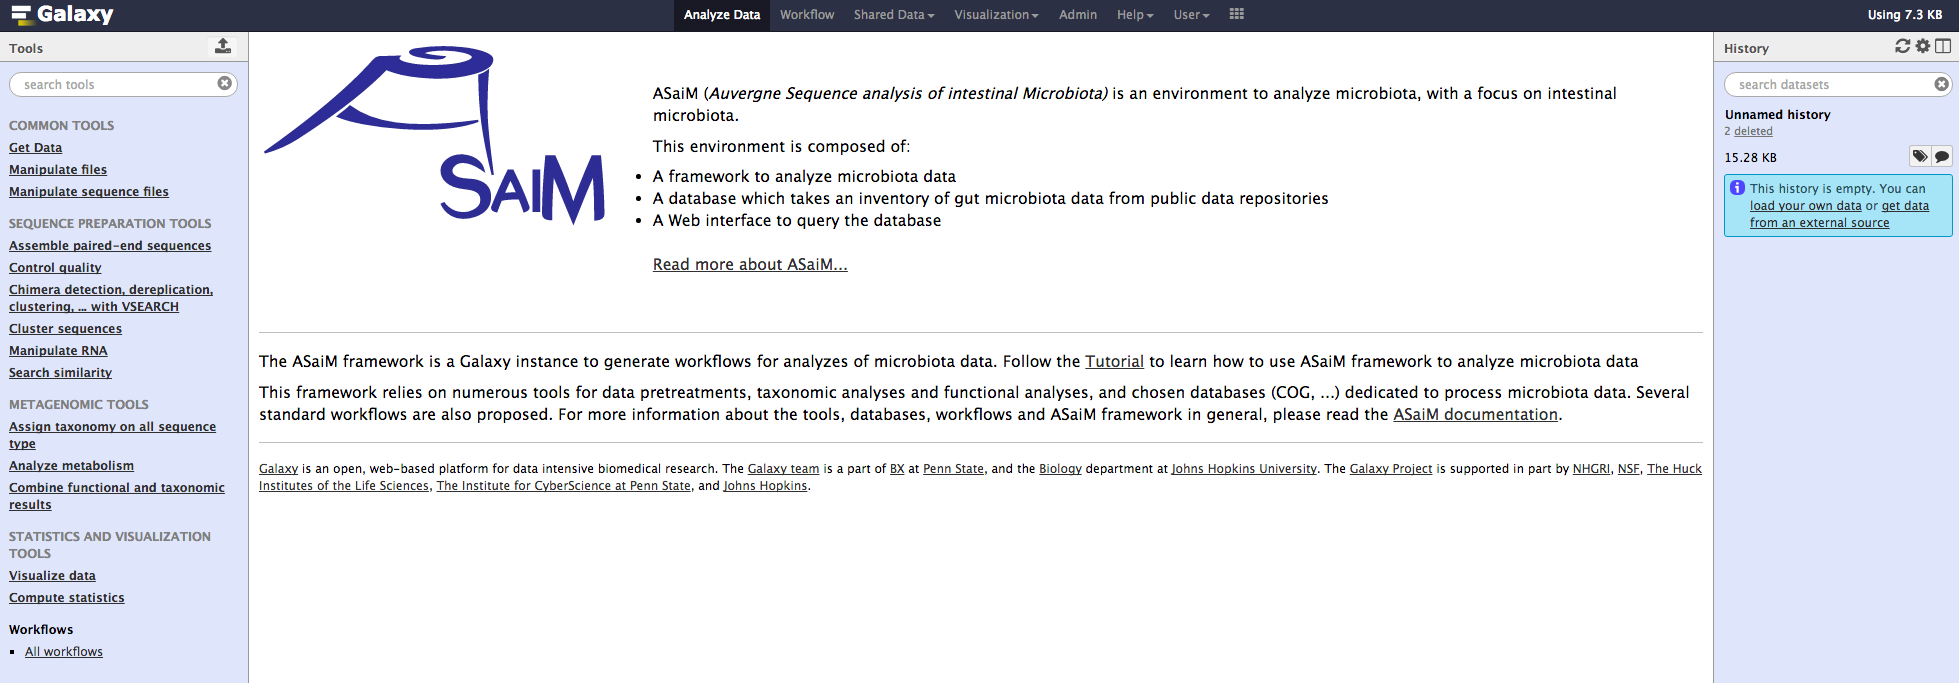 Galaxy
Analyze Data Workflow Shared Data Visualization Admin Help User
Using 7.3 KB
Tools
search tools
COMMON TOOLS
Get Data
Manipulate files
Manipulate sequence files
SEQUENCE PREPARATION TOOLS
Assemble paired-end sequences
Control quality
Chimera detection, dereplication,
clustering, ... with VSEARCH
Cluster sequences
Manipulate RNA
Search similarity
METAGENOMIC TOOLS
Assign taxonomy on all sequence
type
Analyze metabolism
Combine functional and taxonomic
results
STATISTICS AND VISUALIZATION
TOOLS
Visualize data
Compute statistics
Workflows
All workflows
ASAIM
ASaiM (Auvergne Sequence analysis of intestinal Microbiota) is an environment to analyze microbiota, with a focus on intestinal
microbiota.
This environment is composed of:
• A framework to analyze microbiota data
• A database which takes an inventory of gut microbiota data from public data repositories
• A Web interface to query the database
Read more about ASaiM...
The ASaiM framework is a Galaxy instance to generate workflows for analyzes of microbiota data. Follow the Tutorial to learn how to use ASaiM framework to analyze microbiota data
This framework relies on numerous tools for data pretreatments, taxonomic analyses and functional analyses, and chosen databases (COG, ...) dedicated to process microbiota data. Several
standard workflows are also proposed. For more information about the tools, databases, workflows and ASaiM framework in general, please read the ASaiM documentation.
Galaxy is an open, web-based platform for data intensive biomedical research. The Galaxy team is a part of BX at Penn State, and the Biology department at Johns Hopkins University. The Galaxy Project is supported in part by NHGRI, NSF, The Huck
Institutes of the Life Sciences, The Institute for CyberScience at Penn State, and Johns Hopkins.
History
search datasets
Unnamed history
2 deleted
15.28 KB
This history is empty. You can
load your own data or get data
from an external source